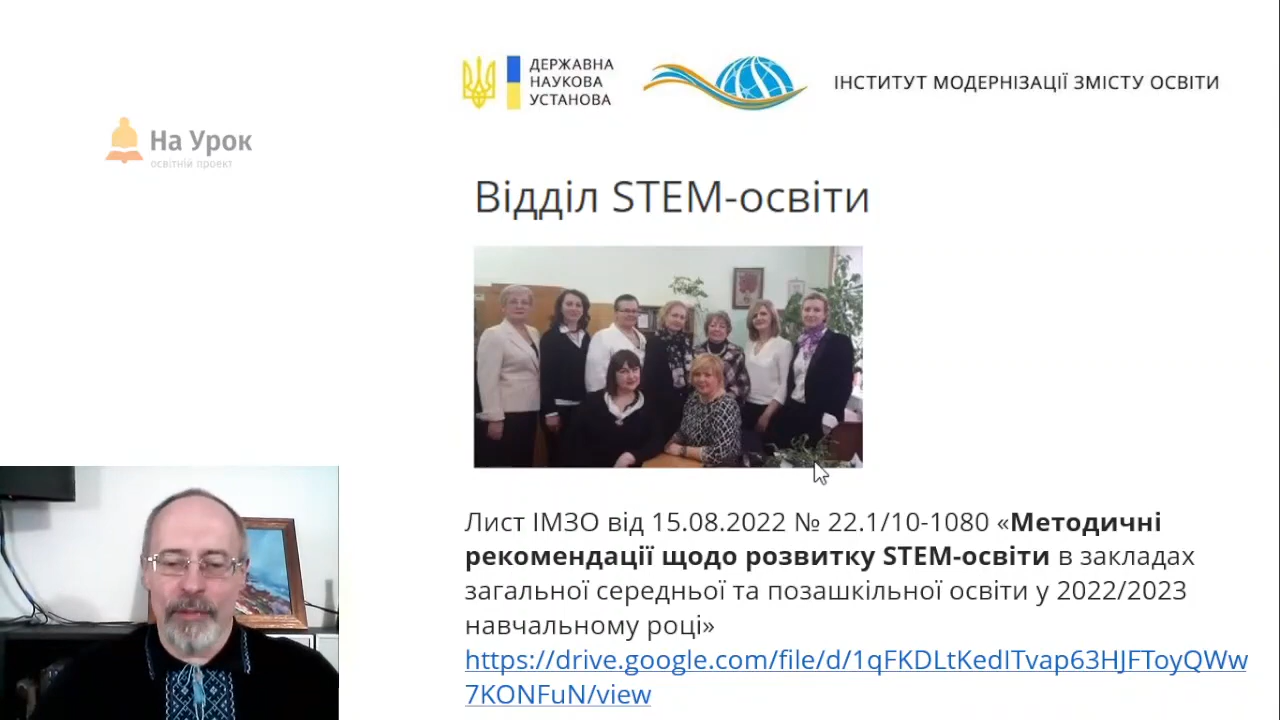 ДЕРЖАВНА
НАУКОВА
УСТАНОВА
ІНСТИТУТ МОДЕРНІЗАЦІЇ ЗМІСТУ ОСВІТИ
На Урок
освітній проект
Відділ STEM-освіти
Лист ІМЗО від 15.08.2022 № 22.1/10-1080 «Методичні
рекомендації щодо розвитку STEM-освіти в закладах
загальної середньої та позашкільної освіти у 2022/2023
навчальному році»
https://drive.google.com/file/d/1qFKDLtKedITvap63HJFToyQWw
7KONFuN/view